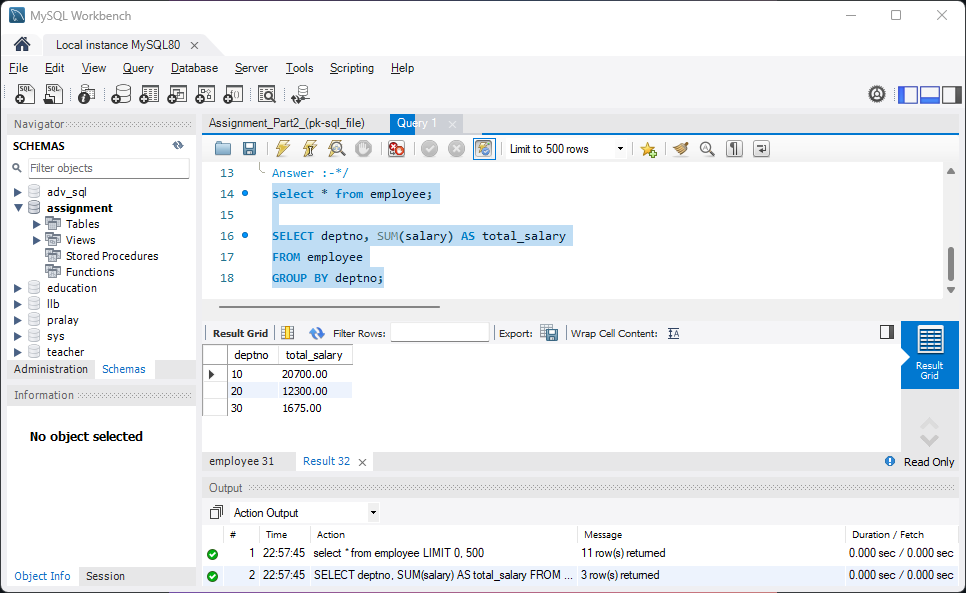 MySQL Workbench
Local instance MySQL80
File Edit View Query Database Server Tools Scripting Help
Navigator
SCHEMAS
Filter objects
adv_sql
assignment
Tables
Views
Stored Procedures
Functions
education
llb
pralay
sys
teacher
Administration Schemas
Information
No object selected
Object Info Session
Assignment_Part2_(pk-sql_file) Query 1
Limit to 500 rows
13 Answer :-*/
14 select * from employee;
15
16 SELECT deptno, SUM(salary) AS total_salary
17 FROM employee
18 GROUP BY deptno;
Result Grid Filter Rows: Export: Wrap Cell Content:
deptno total_salary
10 20700.00
20 12300.00
30 1675.00
Result
Grid
employee 31 Result 32 Read Only
Output
Action Output
# Time Action Message Duration / Fetch
1 22:57:45 select * from employee LIMIT 0, 500 11 row(s) returned 0.000 sec / 0.000 sec
2 22:57:45 SELECT deptno, SUM(salary) AS total_salary FROM ... 3 row(s) returned 0.000 sec / 0.000 sec